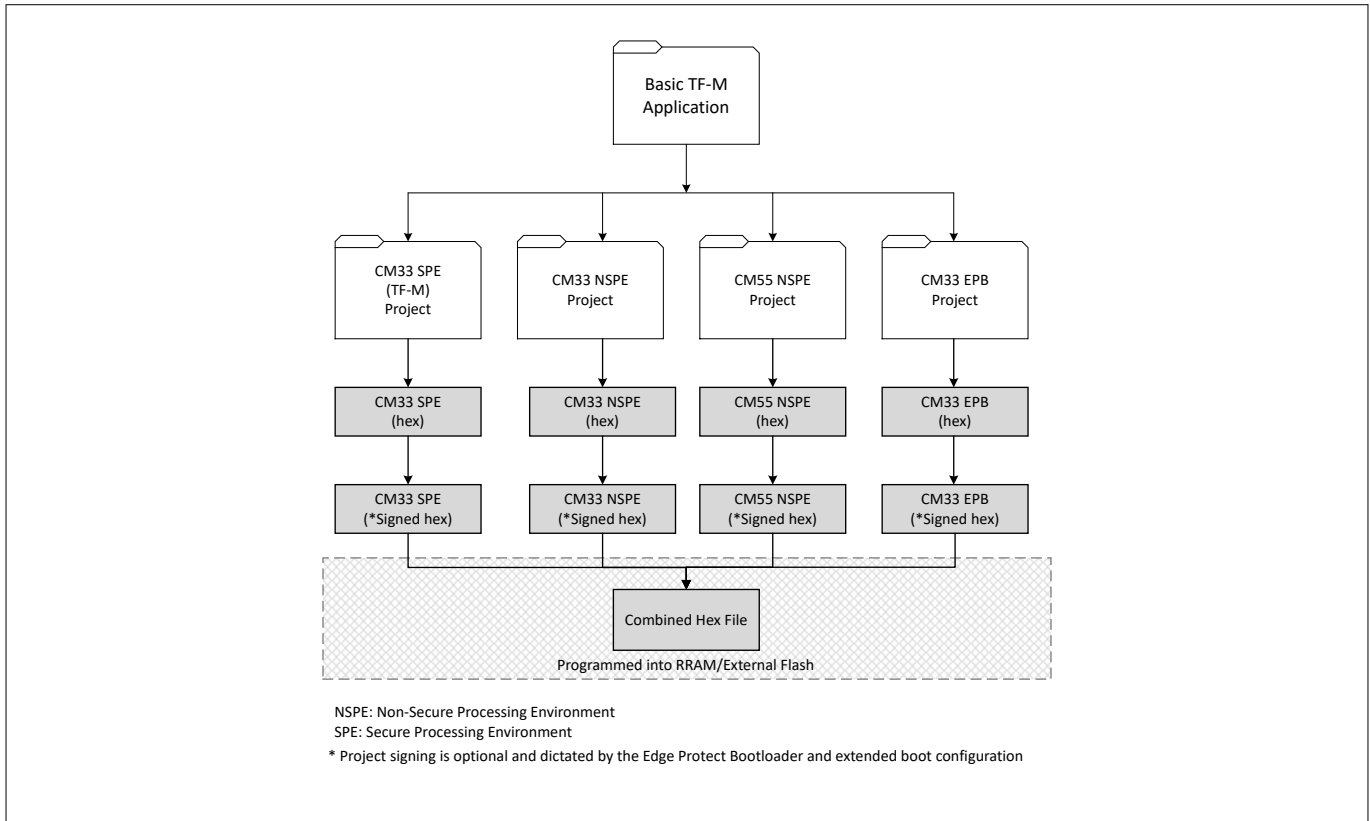 Basic TF-M
Application
CM33 SPE
(TF-M)
Project
CM33 NSPE
Project
CM55 NSPE
Project
CM33 EPB
Project
CM33 SPE
(hex)
CM33 NSPE
(hex)
CM55 NSPE
(hex)
CM33 EPB
(hex)
CM33 SPE
(*Signed hex)
CM33 NSPE
(*Signed hex)
CM55 NSPE
(*Signed hex)
CM33 EPB
(*Signed hex)
Combined Hex File
Programmed into RRAM/External Flash
NSPE: Non-Secure Processing Environment
SPE: Secure Processing Environment
* Project signing is optional and dictated by the Edge Protect Bootloader and extended boot configuration